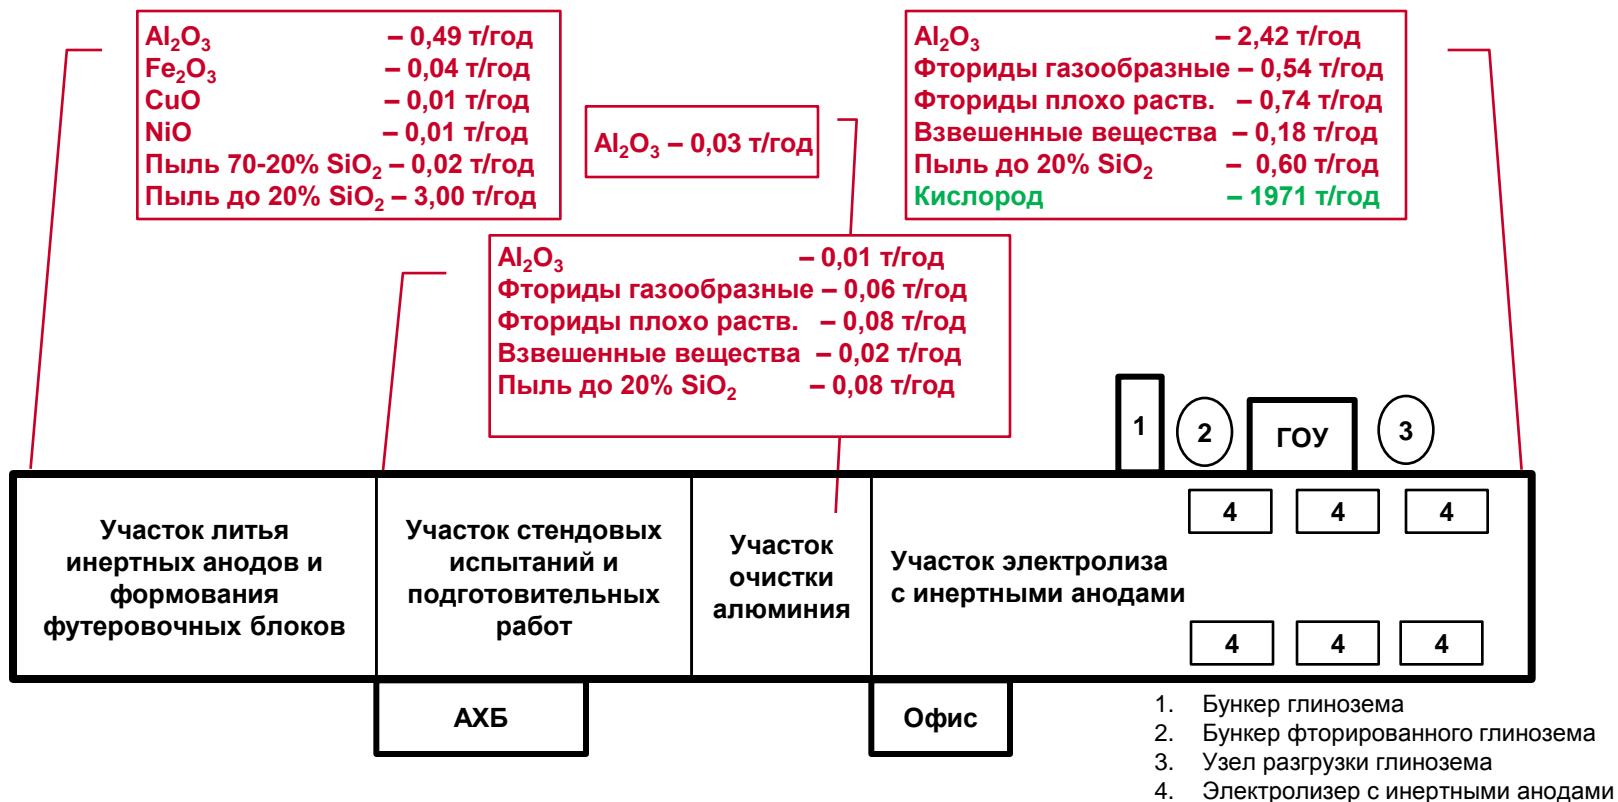 Al₂O₃ – 0,49 т/год
Fe₂O₃ – 0,04 т/год
CuO – 0,01 т/год
NiO – 0,01 т/год
Пыль 70-20% SiO₂ – 0,02 т/год
Пыль до 20% SiO₂ – 3,00 т/год
Al₂O₃ – 0,03 т/год
Al₂O₃ – 2,42 т/год
Фториды газообразные – 0,54 т/год
Фториды плохо раств. – 0,74 т/год
Взвешенные вещества – 0,18 т/год
Пыль до 20% SiO₂ – 0,60 т/год
Кислород – 1971 т/год
Al₂O₃ – 0,01 т/год
Фториды газообразные – 0,06 т/год
Фториды плохо раств. – 0,08 т/год
Взвешенные вещества – 0,02 т/год
Пыль до 20% SiO₂ – 0,08 т/год
1 2 ГОУ 3
Участок литья
инертных анодов и
формования
футеровочных блоков
Участок стендовых
испытаний и
подготовительных
работ
Участок
очистки
алюминия
Участок электролиза
с инертными анодами
4 4 4
4 4 4
АХБ
Офис
1. Бункер глинозема
2. Бункер фторированного глинозема
3. Узел разгрузки глинозема
4. Электролизер с инертными анодами